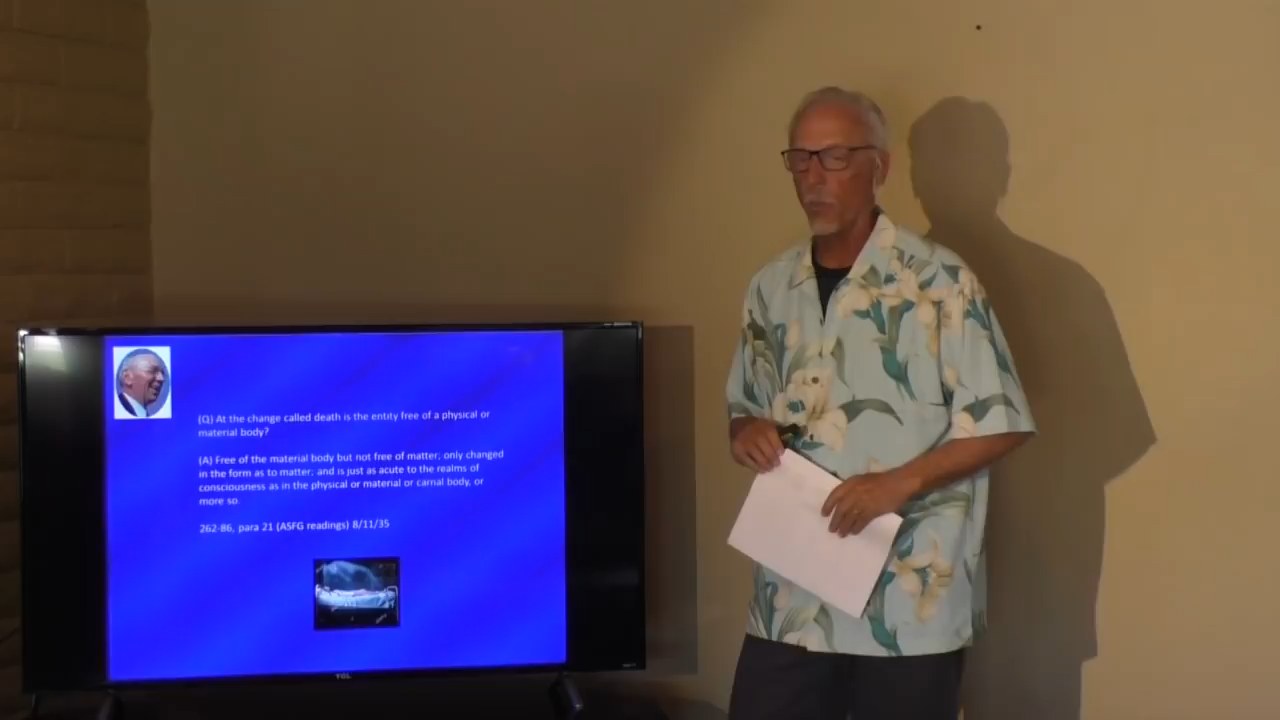 (Q) At the change called death is the entity free of a physical or
material body?
(A) Free of the material body but not free of matter; only changed
in the form as to matter; and is just as acute to the realms of
consciousness as in the physical or material or carnal body, or
more so.
262-86, para 21 (ASFG readings) 8/11/35
TCL